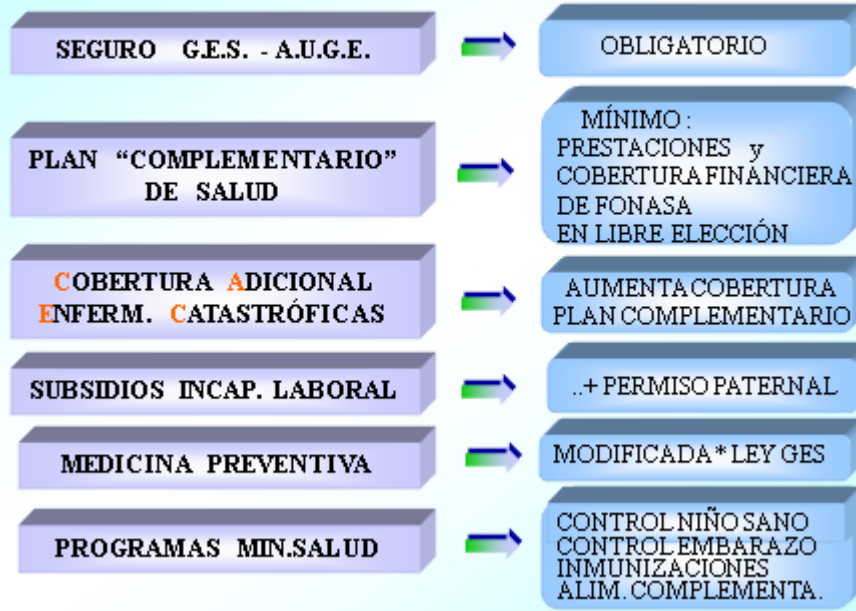 SEGURO G.E.S. - A.U.G.E.
OBLIGATORIO
PLAN “COMPLEMENTARIO”
DE SALUD
MÍNIMO :
PRESTACIONES y
COBERTURA FINANCIERA
DE FONASA
EN LIBRE ELECCIÓN
COBERTURA ADICIONAL
ENFERM. CATASTRÓFICAS
AUMENTA COBERTURA
PLAN COMPLEMENTARIO
SUBSIDIOS INCAP. LABORAL
..+ PERMISO PATERNAL
MEDICINA PREVENTIVA
MODIFICADA * LEY GES
PROGRAMAS MIN.SALUD
CONTROL NIÑO SANO
CONTROL EMBARAZO
INMUNIZACIONES
ALIM. COMPLEMENTA.